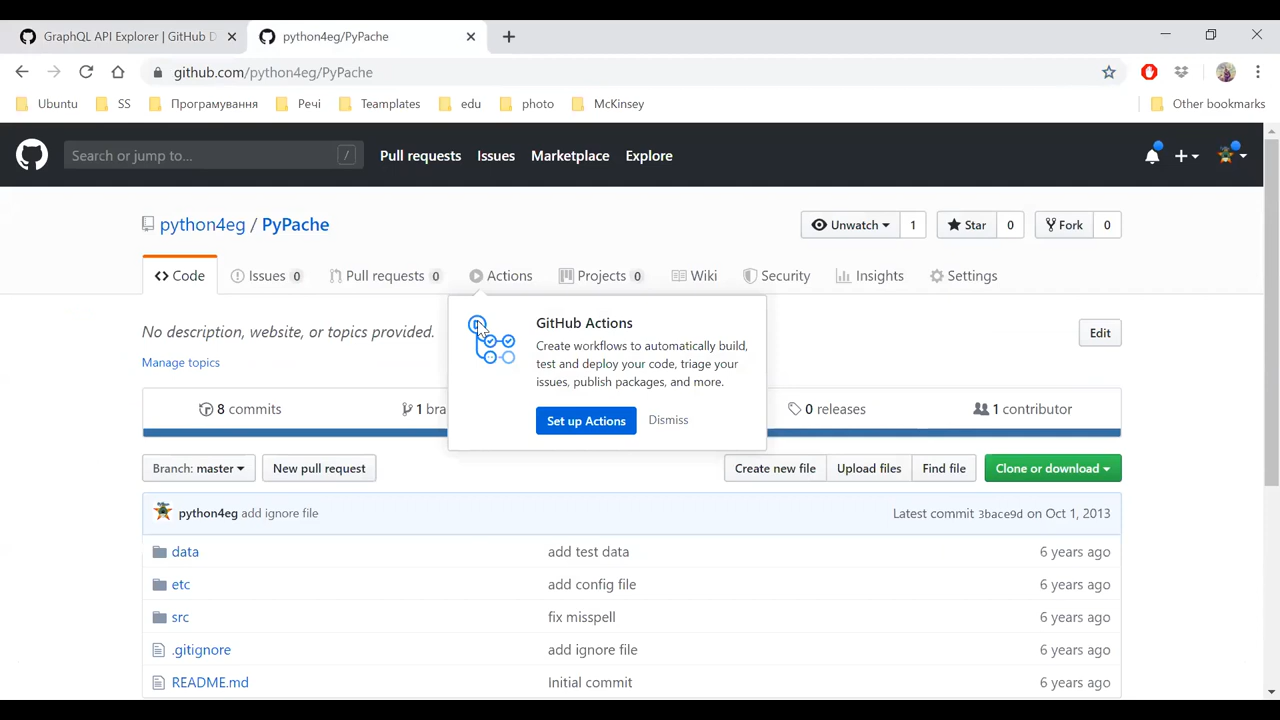 GraphQL API Explorer | GitHub D
python4eg/PyPache
github.com/python4eg/PyPache
Ubuntu SS Програмування Речі Teamplates edu photo McKinsey Other bookmarks
Search or jump to... /
Pull requests Issues Marketplace Explore
python4eg / PyPache
Unwatch 1 Star 0 Fork 0
Code Issues 0 Pull requests 0 Actions Projects 0 Wiki Security Insights Settings
No description, website, or topics provided.
Edit
Manage topics
GitHub Actions
Create workflows to automatically build,
test and deploy your code, triage your
issues, publish packages, and more.
Set up Actions Dismiss
8 commits 1 bra 0 releases 1 contributor
Branch: master New pull request Create new file Upload files Find file Clone or download
python4eg add ignore file Latest commit 3bace9d on Oct 1, 2013
data add test data 6 years ago
etc add config file 6 years ago
src fix misspell 6 years ago
.gitignore add ignore file 6 years ago
README.md Initial commit 6 years ago